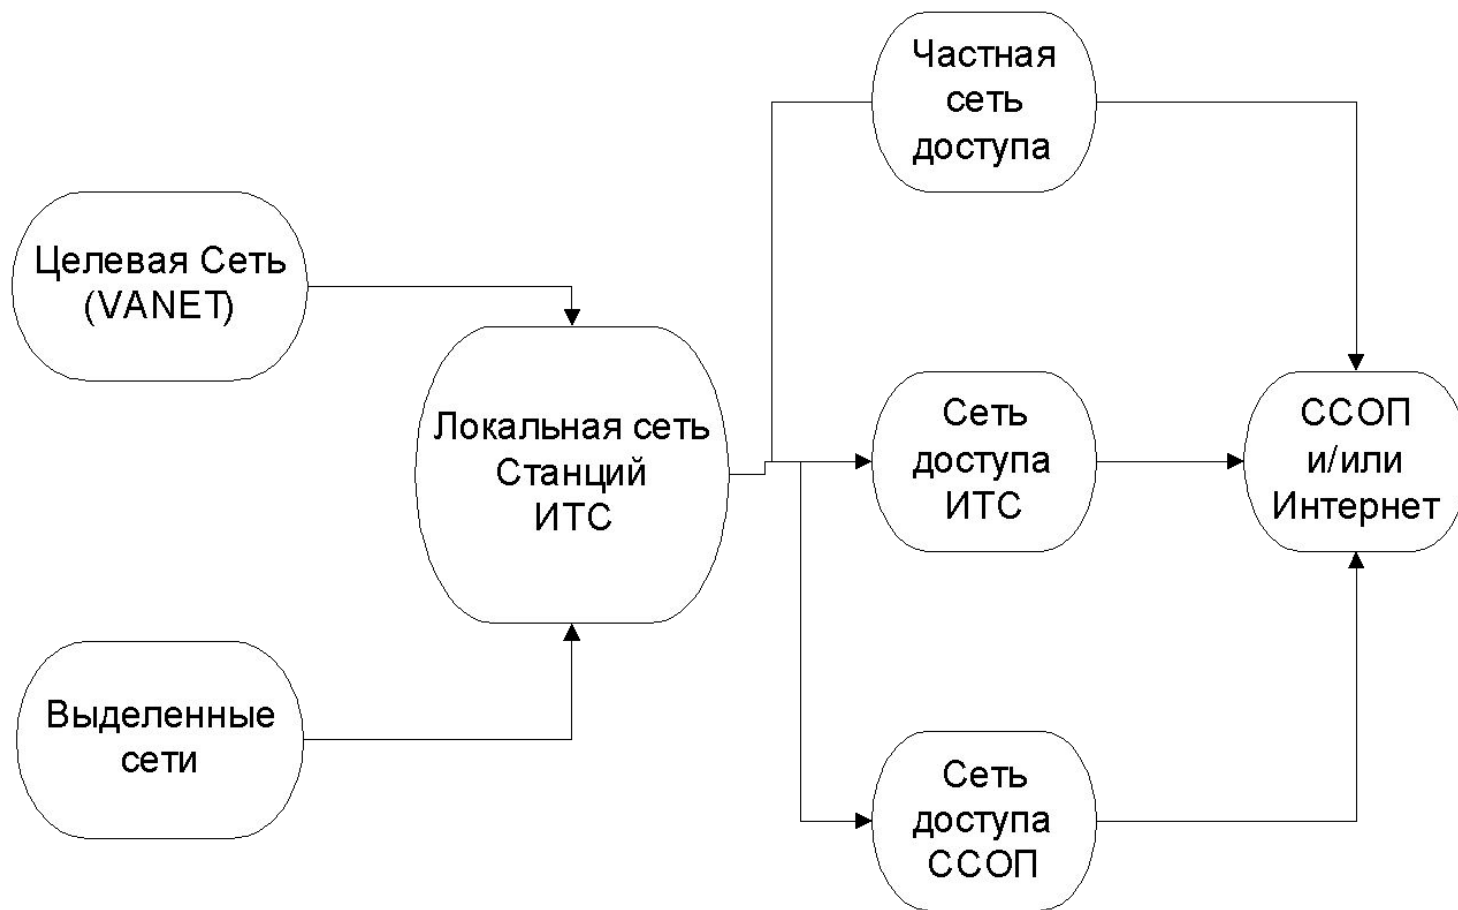 Частная
сеть
доступа
Целевая Сеть
(VANET)
Локальная сеть
Станций
ИТС
Сеть
доступа
ИТС
ССОП
и/или
Интернет
Выделенные
сети
Сеть
доступа
ССОП